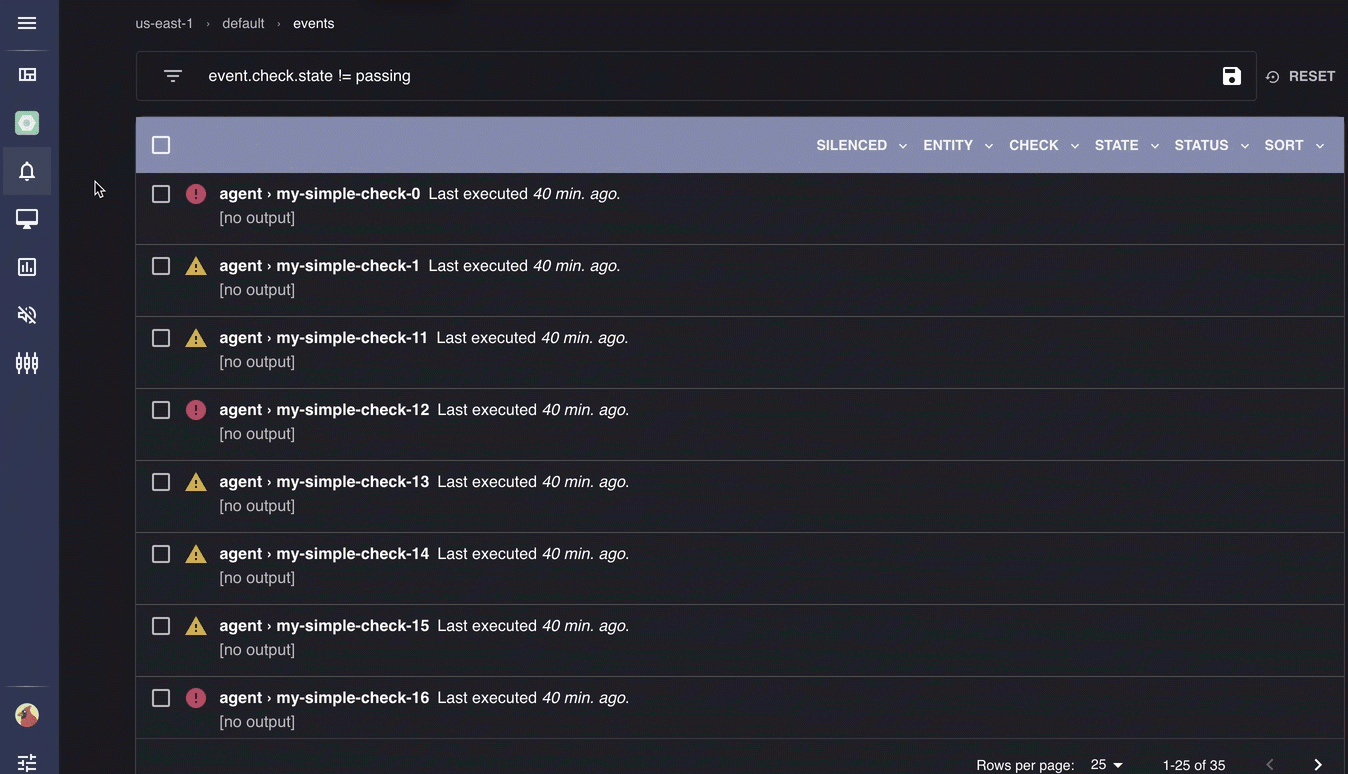 us-east-1 › default › events
event.check.state != passing
RESET
SILENCED ENTITY CHECK STATE STATUS SORT
agent › my-simple-check-0 Last executed 40 min. ago.
[no output]
agent › my-simple-check-1 Last executed 40 min. ago.
[no output]
agent › my-simple-check-11 Last executed 40 min. ago.
[no output]
agent › my-simple-check-12 Last executed 40 min. ago.
[no output]
agent › my-simple-check-13 Last executed 40 min. ago.
[no output]
agent › my-simple-check-14 Last executed 40 min. ago.
[no output]
agent › my-simple-check-15 Last executed 40 min. ago.
[no output]
agent › my-simple-check-16 Last executed 40 min. ago.
[no output]
Rows per page: 25 1-25 of 35